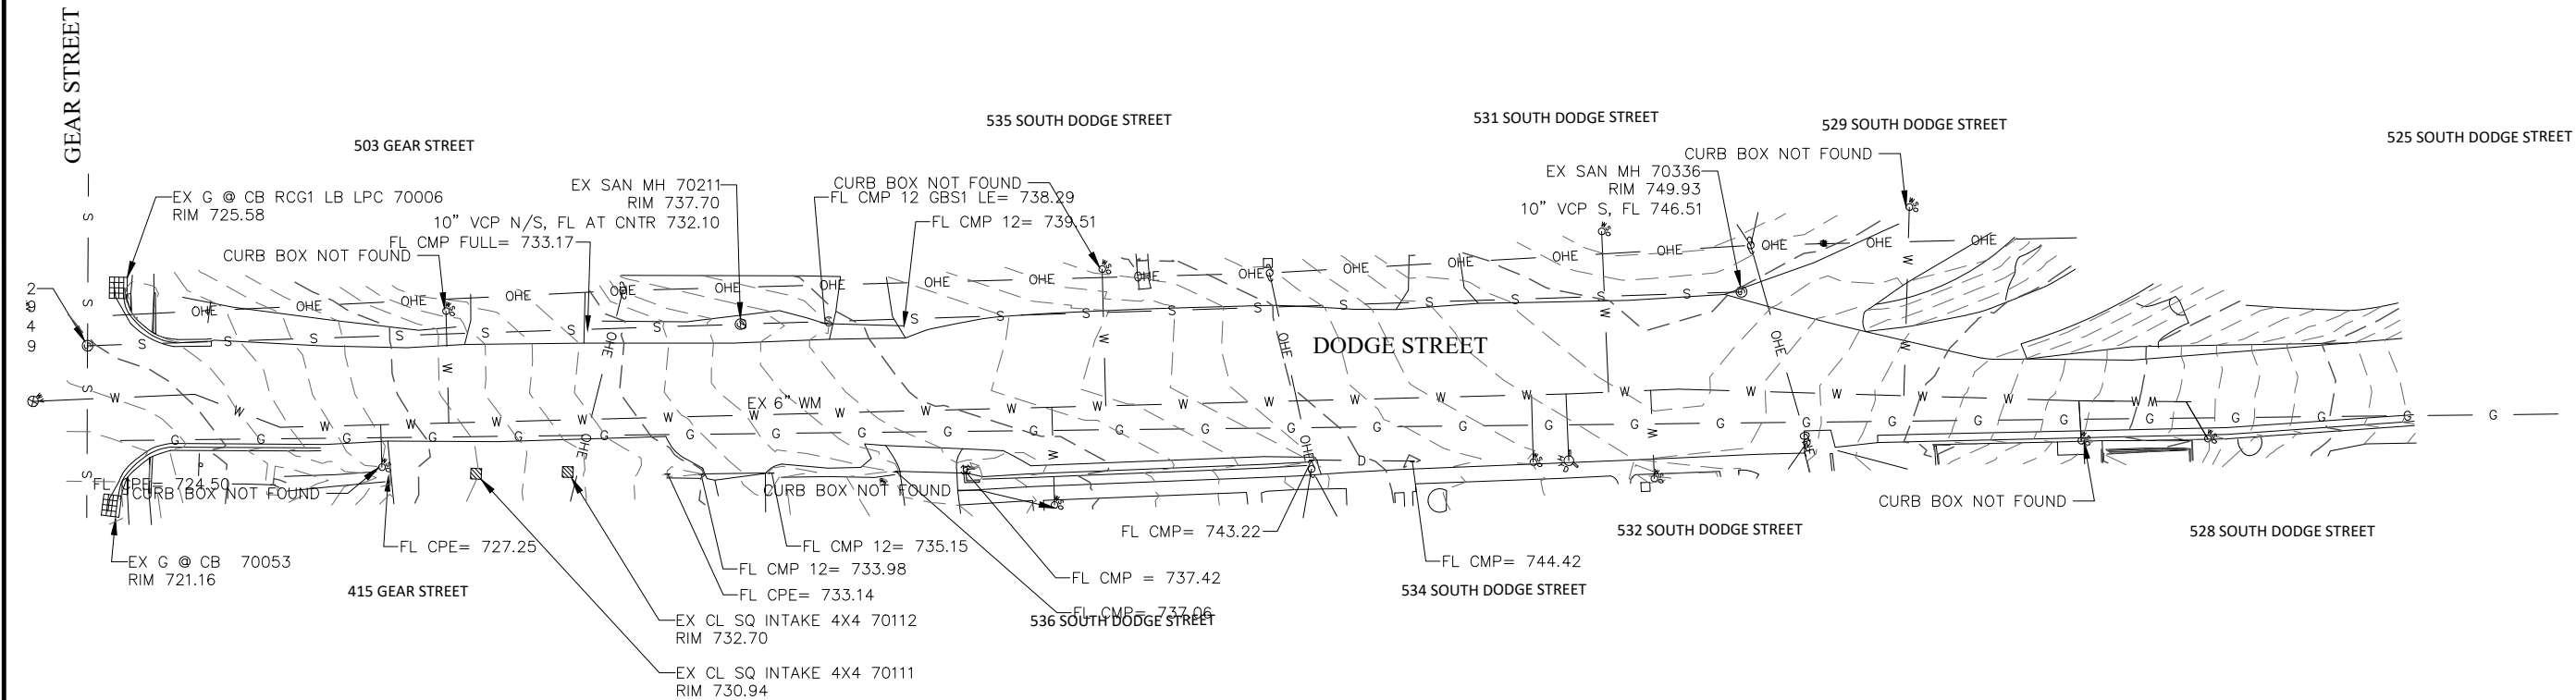 GEAR STREET
503 GEAR STREET
535 SOUTH DODGE STREET
531 SOUTH DODGE STREET
529 SOUTH DODGE STREET
525 SOUTH DODGE STREET
EX G @ CB RCG1 LB LPC 70006
RIM 725.58
CURB BOX NOT FOUND
EX SAN MH 70211
RIM 737.70
10" VCP N/S, FL AT CNTR 732.10
FL CMP FULL= 733.17
CURB BOX NOT FOUND
FL CMP 12 GBS1 LE= 738.29
FL CMP 12= 739.51
EX SAN MH 70336
RIM 749.93
10" VCP S, FL 746.51
CURB BOX NOT FOUND
2
9
4
9
DODGE STREET
EX 6" WM
FL CPE= 724.50
CURB BOX NOT FOUND
CURB BOX NOT FOUND
CURB BOX NOT FOUND
EX G @ CB 70053
RIM 721.16
FL CPE= 727.25
415 GEAR STREET
FL CMP 12= 735.15
FL CMP 12= 733.98
FL CPE= 733.14
EX CL SQ INTAKE 4X4 70112
RIM 732.70
EX CL SQ INTAKE 4X4 70111
RIM 730.94
FL CMP= 743.22
FL CMP = 737.42
FL CMP= 737.06
536 SOUTH DODGE STREET
FL CMP= 744.42
534 SOUTH DODGE STREET
532 SOUTH DODGE STREET
528 SOUTH DODGE STREET